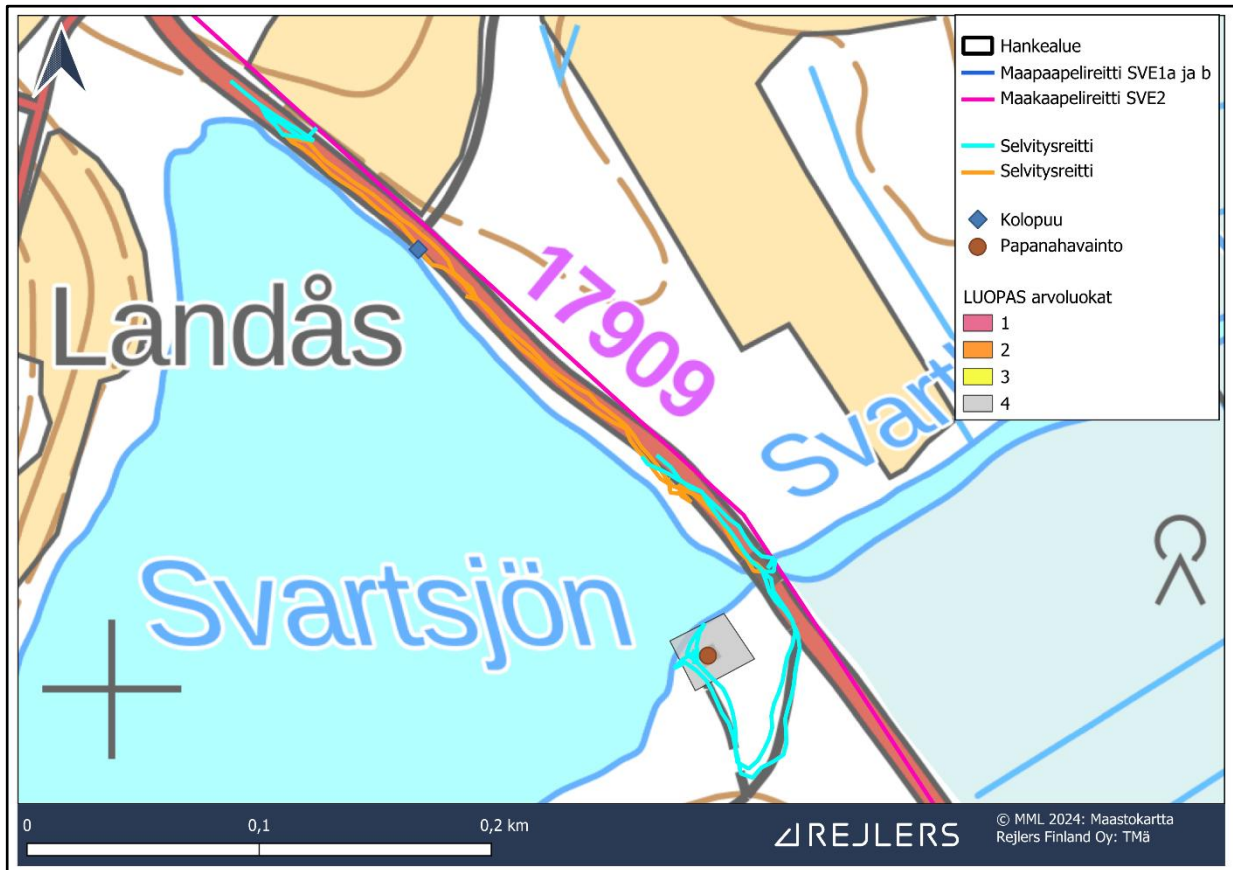 Hankealue
Maapaapelireitti SVE1a ja b
Maakaapelireitti SVE2
Selvitysreitti
Selvitysreitti
Kolopuu
Papanahavainto
LUOPAS arvoluokat
1
2
3
4
Landås
17909
Svart
Svartsjön
0 0,1 0,2 km
REJLERS
© MML 2024: Maastokartta
Rejlers Finland Oy: TMä